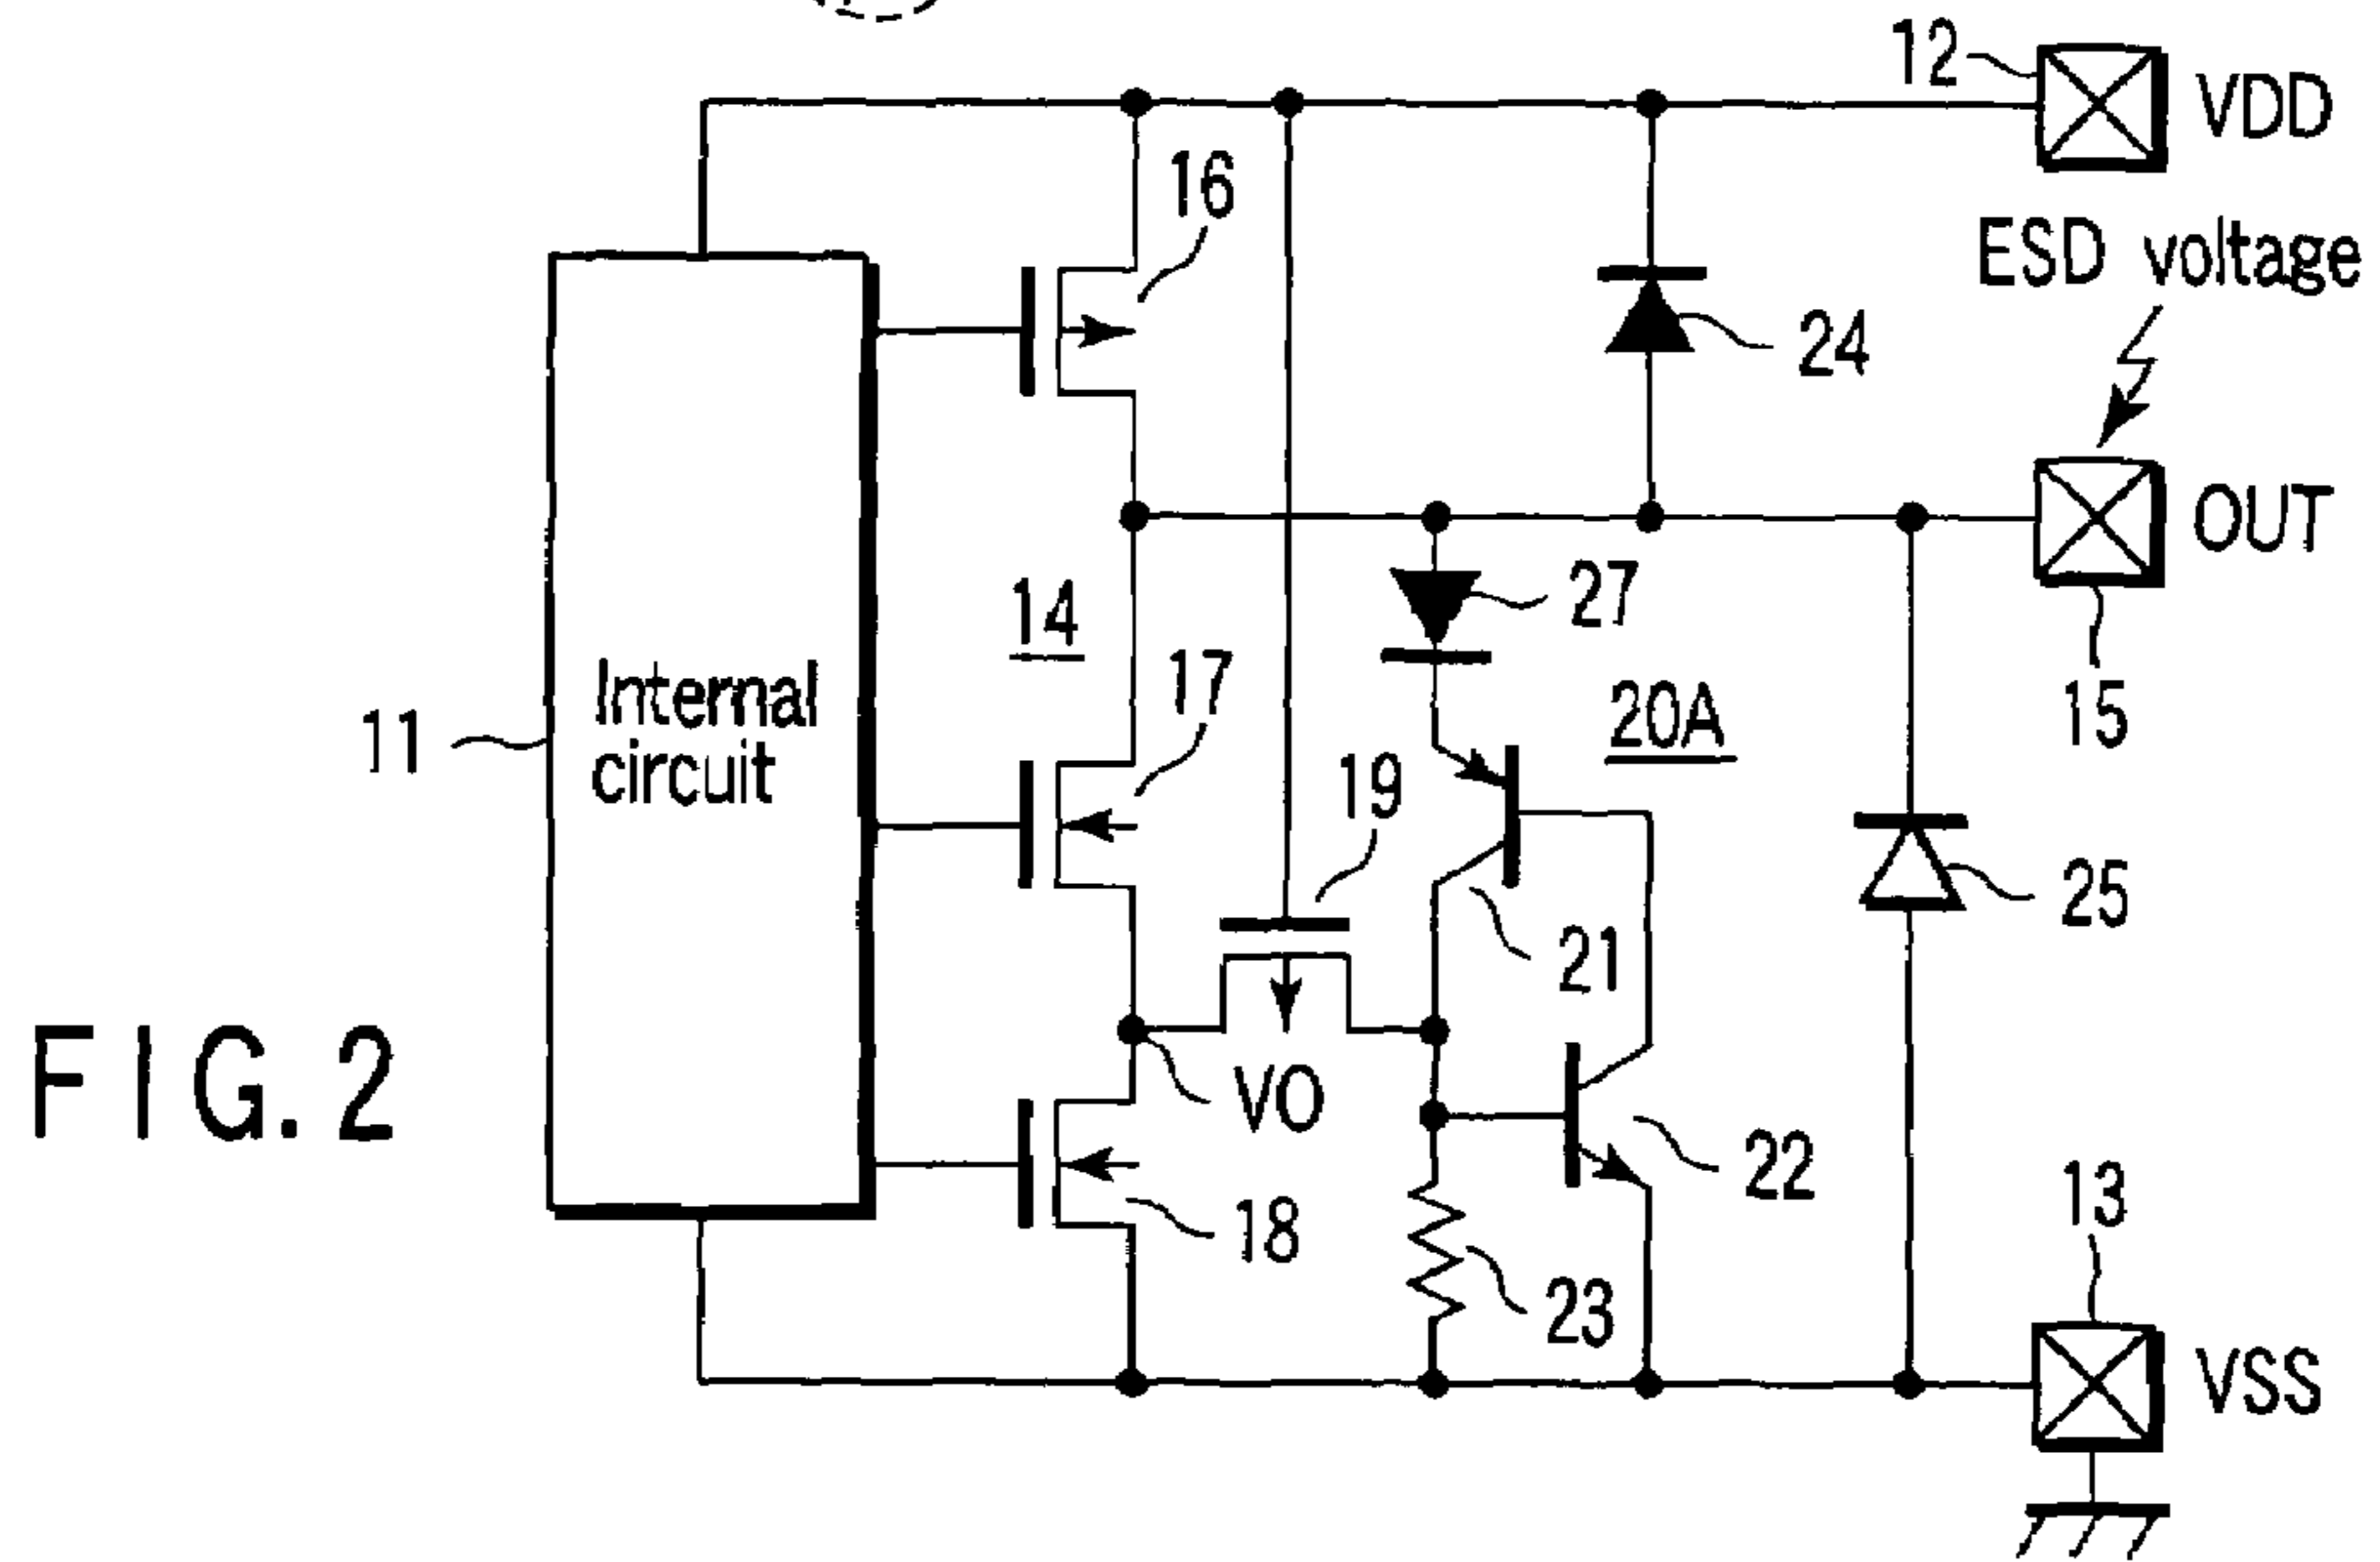 12
VDD
16
ESD voltage
24
OUT
27
14
17
20A
15
11
Internal
circuit
19
25
21
FIG. 2
VO
22
13
18
23
VSS